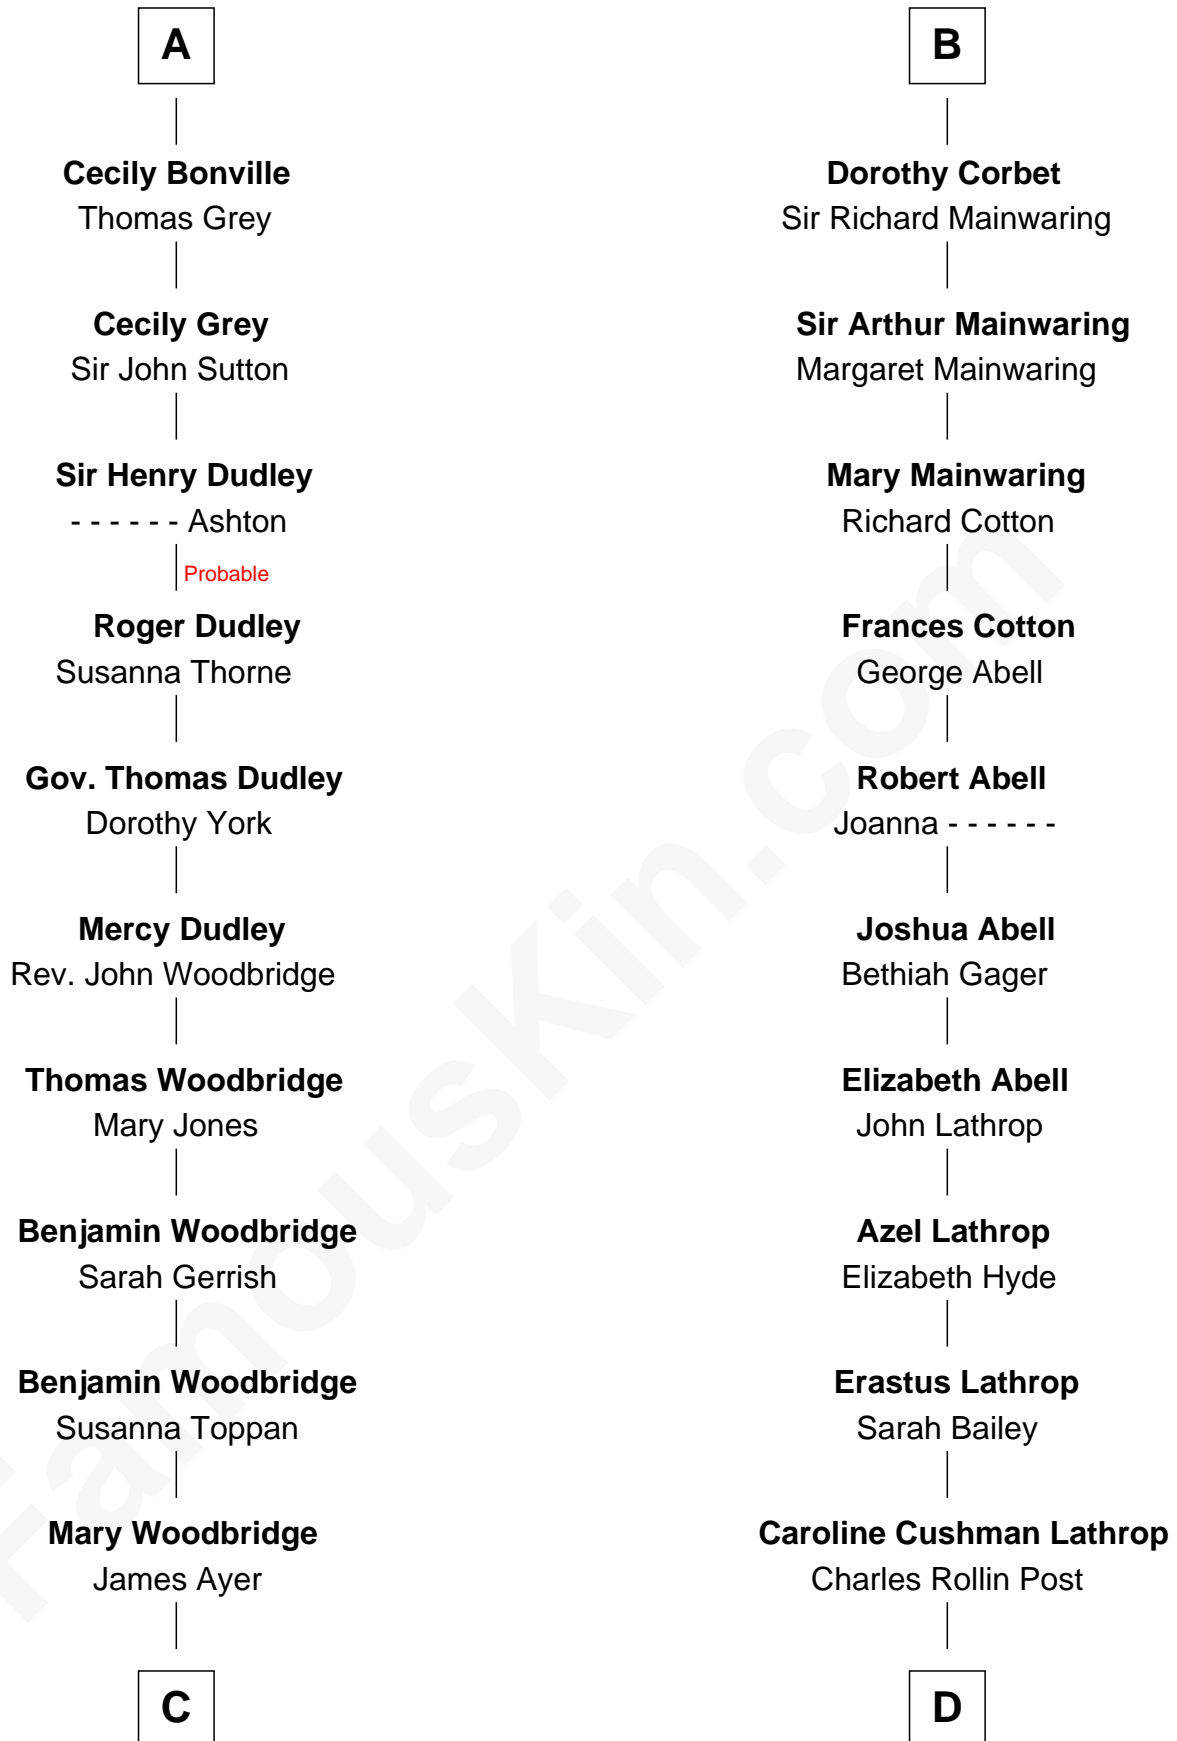 A
Cecily Bonville
Thomas Grey
Cecily Grey
Sir John Sutton
Sir Henry Dudley
- - - - - - Ashton
Probable
Roger Dudley
Susanna Thorne
Gov. Thomas Dudley
Dorothy York
Mercy Dudley
Rev. John Woodbridge
Thomas Woodbridge
Mary Jones
Benjamin Woodbridge
Sarah Gerrish
Benjamin Woodbridge
Susanna Toppan
Mary Woodbridge
James Ayer
C
B
Dorothy Corbet
Sir Richard Mainwaring
Sir Arthur Mainwaring
Margaret Mainwaring
Mary Mainwaring
Richard Cotton
Frances Cotton
George Abell
Robert Abell
Joanna - - - - - -
Joshua Abell
Bethiah Gager
Elizabeth Abell
John Lathrop
Azel Lathrop
Elizabeth Hyde
Erastus Lathrop
Sarah Bailey
Caroline Cushman Lathrop
Charles Rollin Post
D
FamousKin.com